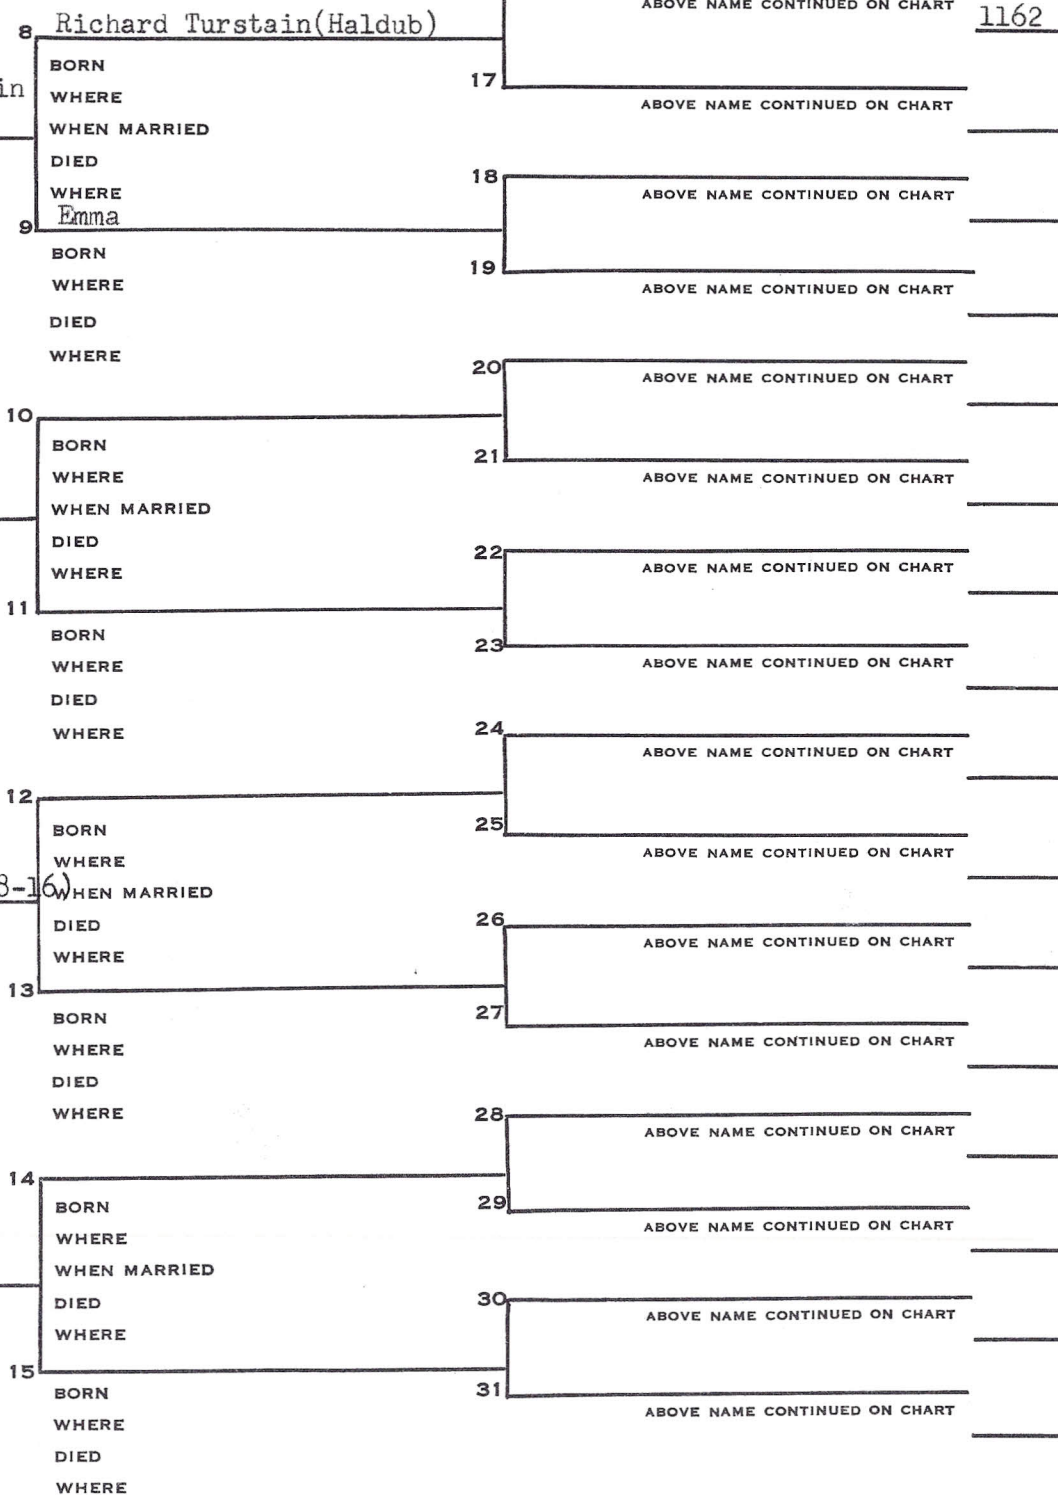 ABOVE NAME CONTINUED ON CHART 1162
8 Richard Turstain(Haldub)
BORN
17
in
WHERE
ABOVE NAME CONTINUED ON CHART
WHEN MARRIED
DIED
18
WHERE
ABOVE NAME CONTINUED ON CHART
9 Emma
BORN
19
WHERE
ABOVE NAME CONTINUED ON CHART
DIED
WHERE
20
ABOVE NAME CONTINUED ON CHART
10
BORN
21
WHERE
ABOVE NAME CONTINUED ON CHART
WHEN MARRIED
DIED
22
WHERE
ABOVE NAME CONTINUED ON CHART
11
BORN
23
WHERE
ABOVE NAME CONTINUED ON CHART
DIED
WHERE
24
ABOVE NAME CONTINUED ON CHART
12
BORN
25
WHERE
ABOVE NAME CONTINUED ON CHART
8-16)
WHEN MARRIED
DIED
26
WHERE
ABOVE NAME CONTINUED ON CHART
13
BORN
27
WHERE
ABOVE NAME CONTINUED ON CHART
DIED
WHERE
28
ABOVE NAME CONTINUED ON CHART
14
BORN
29
WHERE
ABOVE NAME CONTINUED ON CHART
WHEN MARRIED
DIED
30
WHERE
ABOVE NAME CONTINUED ON CHART
15
BORN
31
WHERE
ABOVE NAME CONTINUED ON CHART
DIED
WHERE